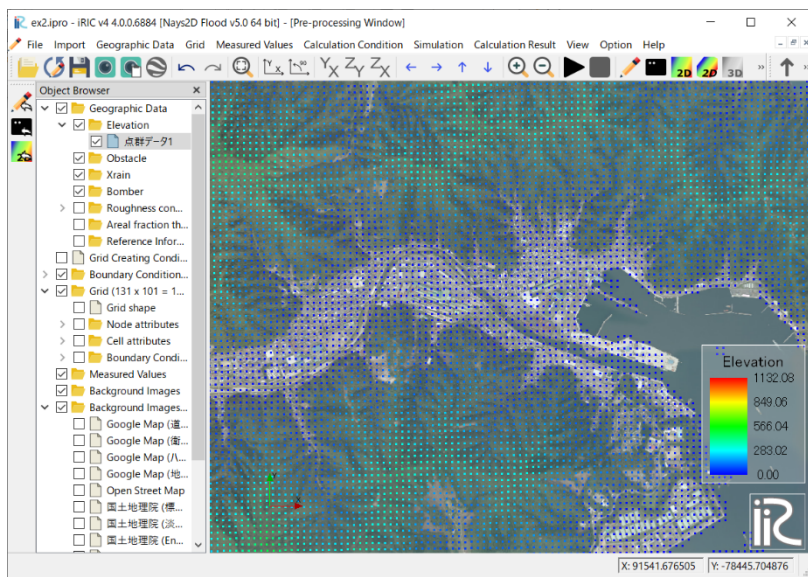 ex2.ipro - iRIC v4 4.0.0.6884 [Nays2D Flood v5.0 64 bit] - [Pre-processing Window]
File Import Geographic Data Grid Measured Values Calculation Condition Simulation Calculation Result View Option Help
Object Browser
Geographic Data
Elevation
点群データ1
Obstacle
Xrain
Bomber
Roughness con...
Areal fraction th...
Reference Infor...
Grid Creating Condi...
Boundary Condition...
Grid (131 x 101 = 1...
Grid shape
Node attributes
Cell attributes
Boundary Condi...
Measured Values
Background Images
Background Images...
Google Map (道...
Google Map (衛...
Google Map (ハ...
Google Map (地...
Open Street Map
国土地理院 (標...
国土地理院 (淡...
国土地理院 (En...
Elevation
1132.08
849.06
566.04
283.02
0.00
Y
X
iRIC
X: 91541.676505 Y: -78445.704876